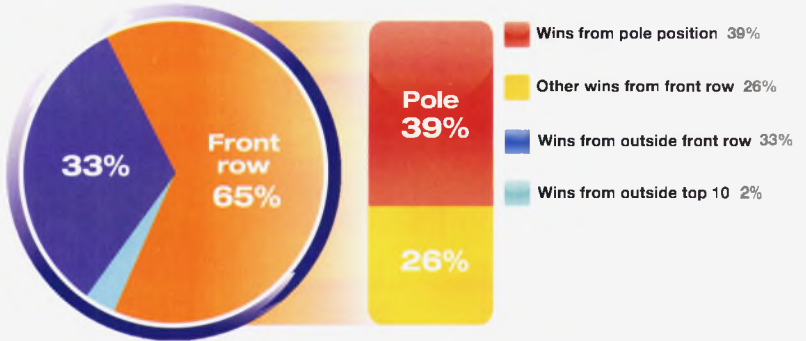 33%
Front
row
65%
Pole
39%
26%
Wins from pole position 39%
Other wins from front row 26%
Wins from outside front row 33%
Wins from outside top 10 2%